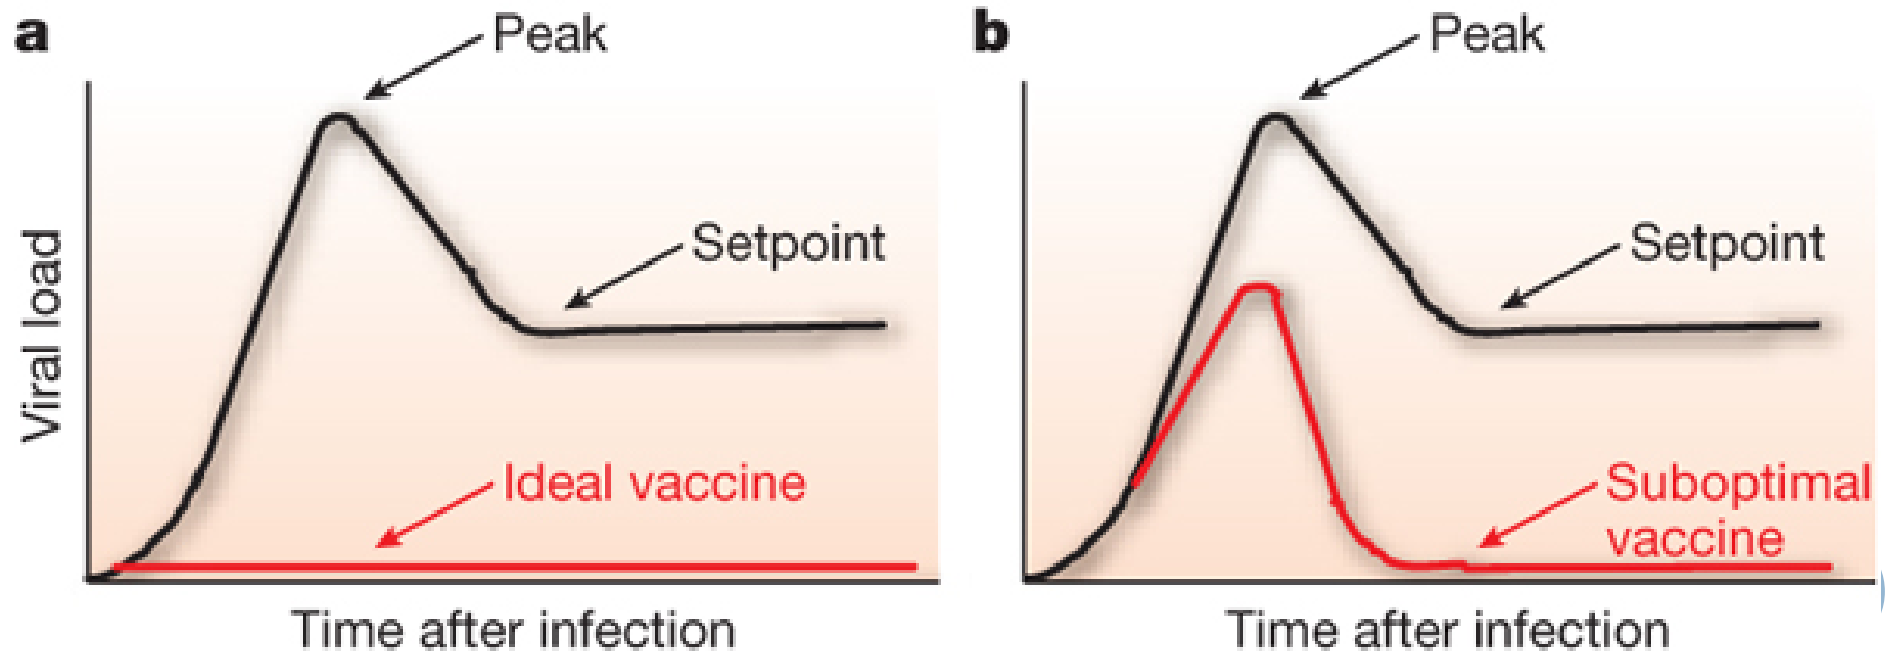 a
Peak
Setpoint
Viral load
Ideal vaccine
Time after infection
b
Peak
Setpoint
Suboptimal
vaccine
Time after infection